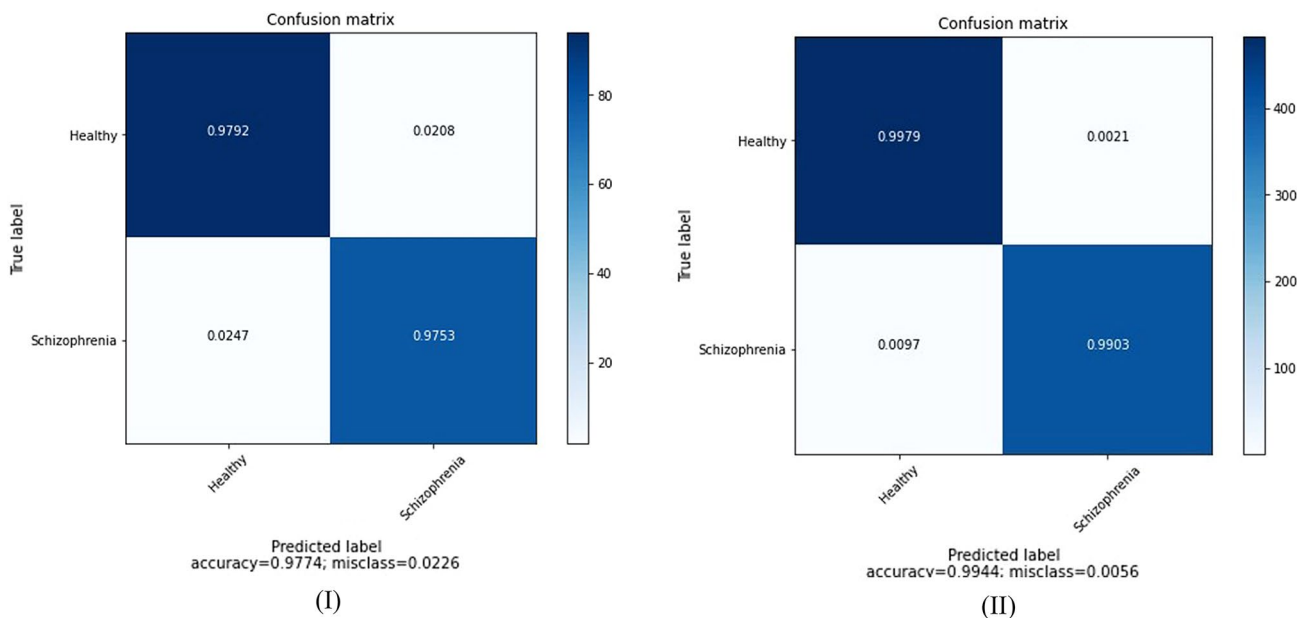 Confusion matrix
Healthy
Schizophrenia
True label
0.9792
0.0208
0.0247
0.9753
80
60
40
20
Healthy
Schizophrenia
Predicted label
accuracy=0.9774; misclass=0.0226
(I)
Confusion matrix
Healthy
Schizophrenia
True label
0.9979
0.0021
0.0097
0.9903
400
300
200
100
Healthy
Schizophrenia
Predicted label
accuracy=0.9944; misclass=0.0056
(II)